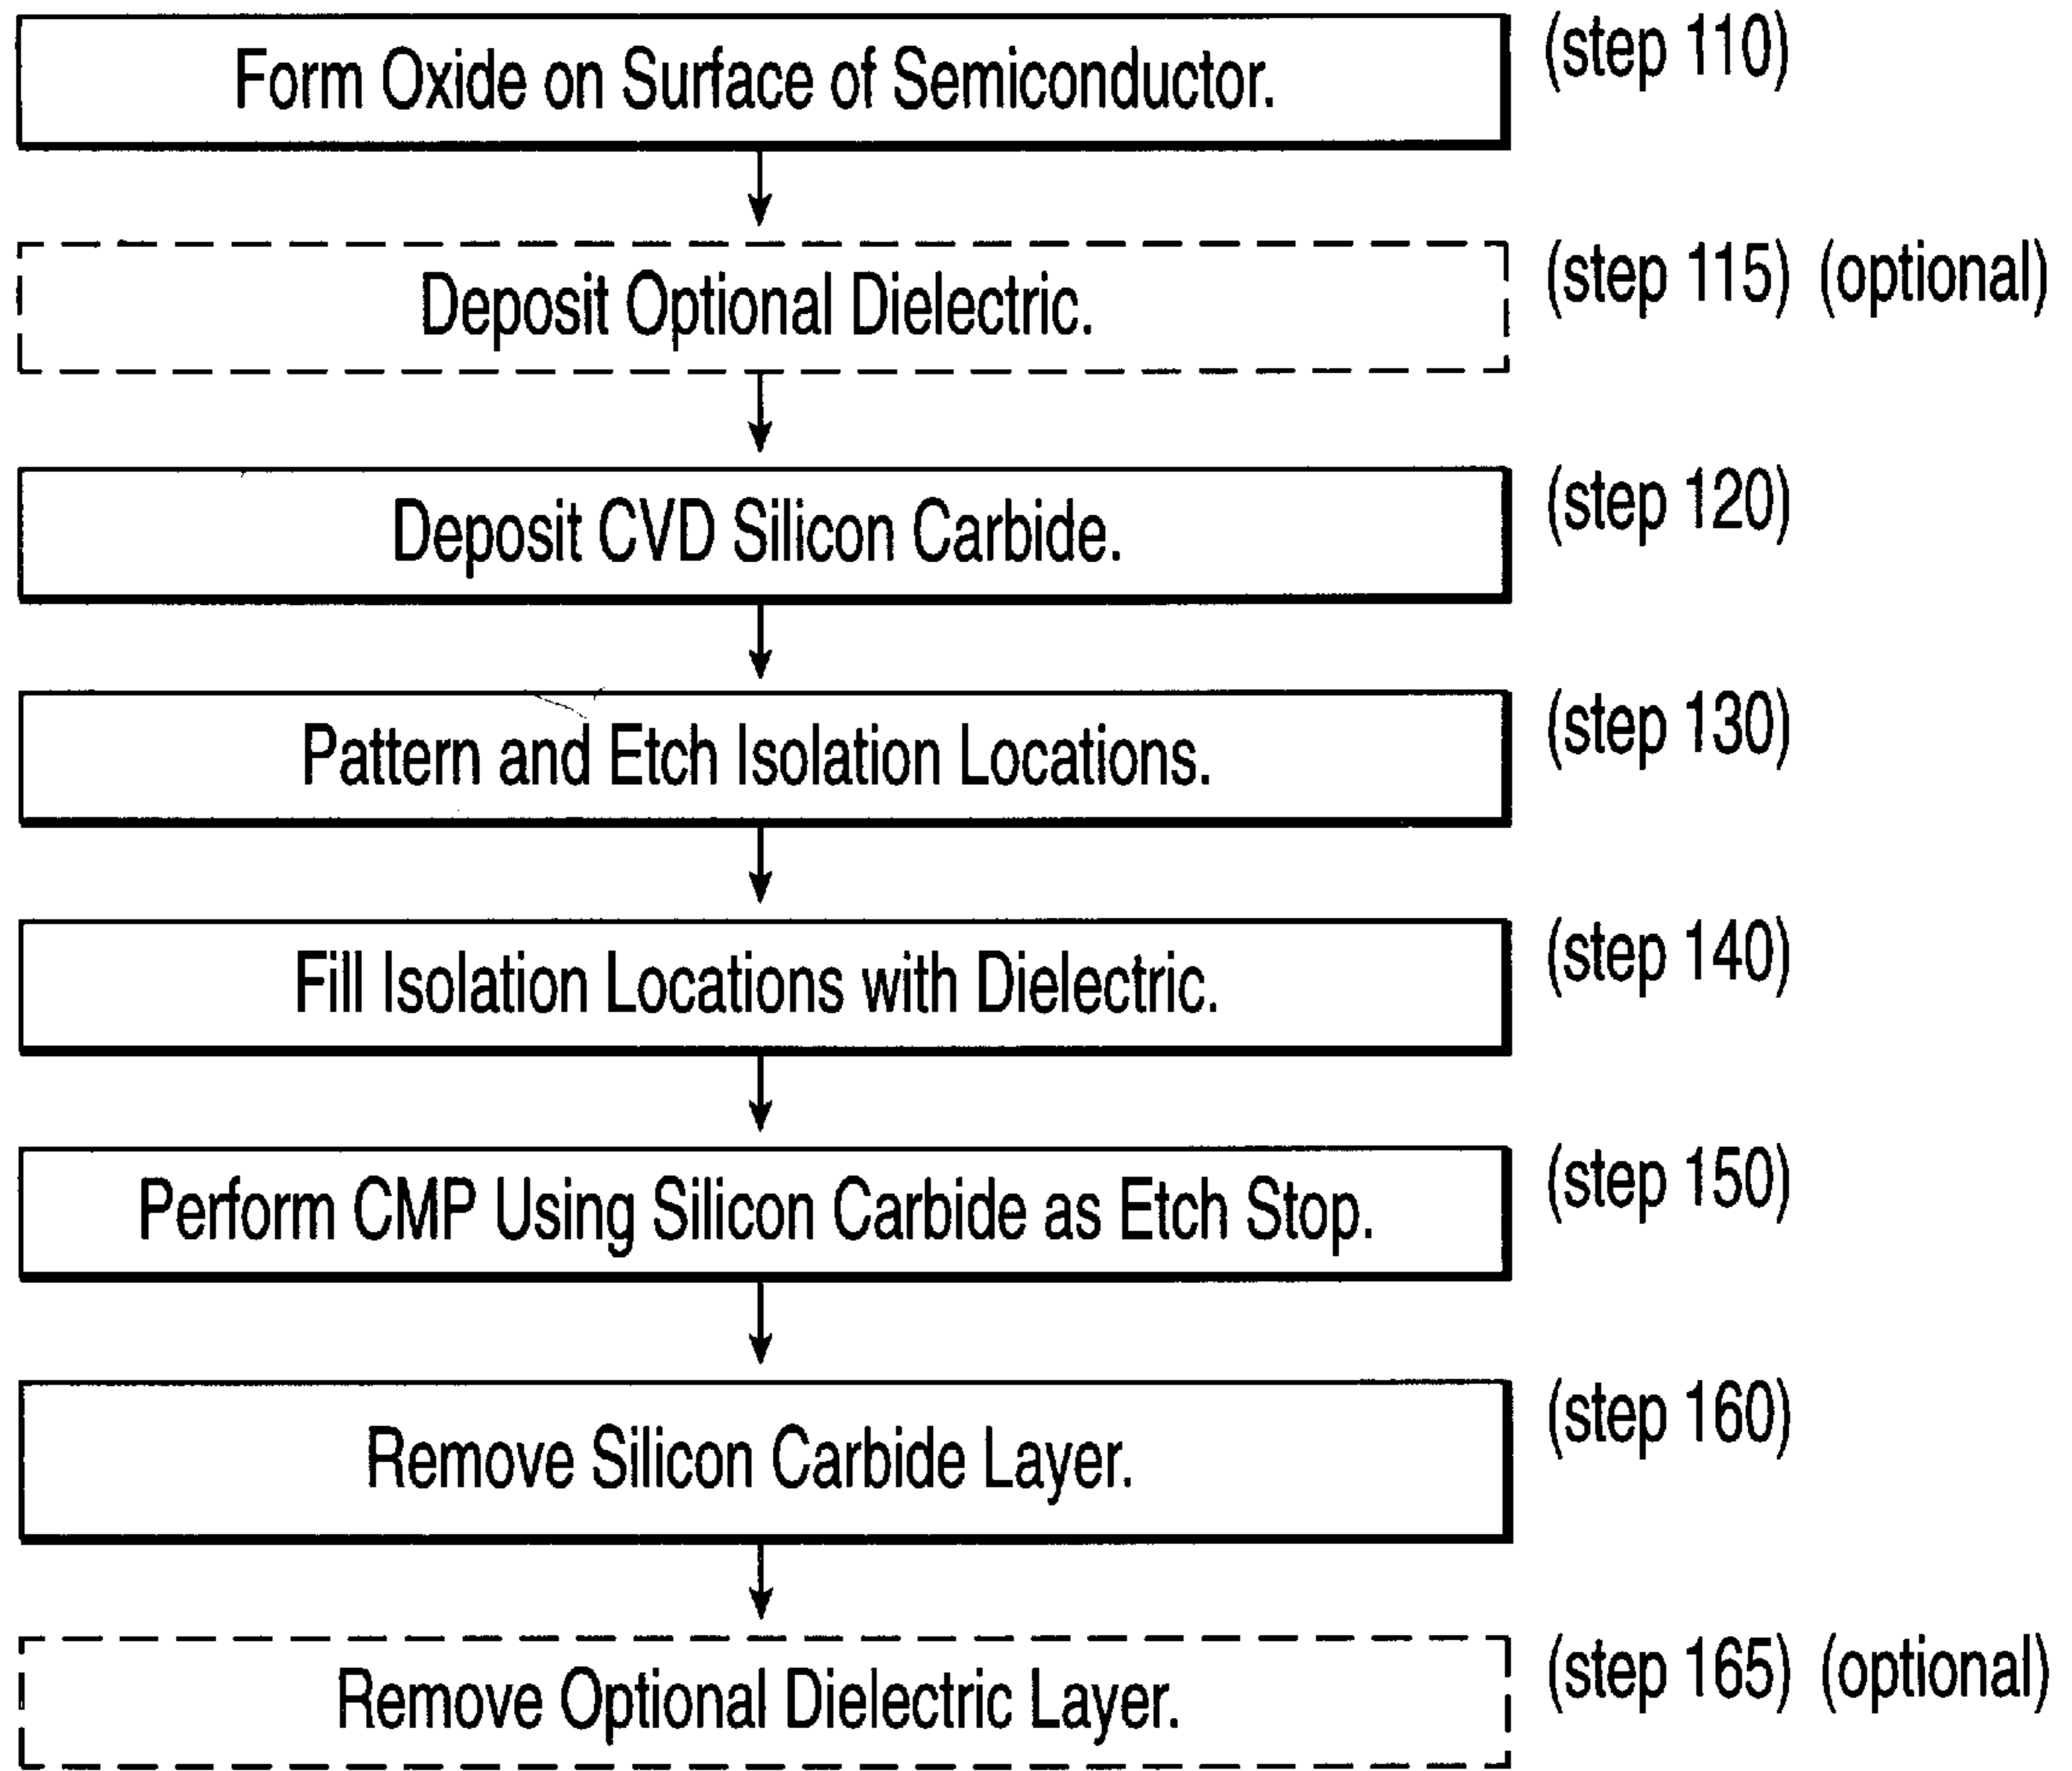 Form Oxide on Surface of Semiconductor. (step 110)
Deposit Optional Dielectric. (step 115) (optional)
Deposit CVD Silicon Carbide. (step 120)
Pattern and Etch Isolation Locations. (step 130)
Fill Isolation Locations with Dielectric. (step 140)
Perform CMP Using Silicon Carbide as Etch Stop. (step 150)
Remove Silicon Carbide Layer. (step 160)
Remove Optional Dielectric Layer. (step 165) (optional)